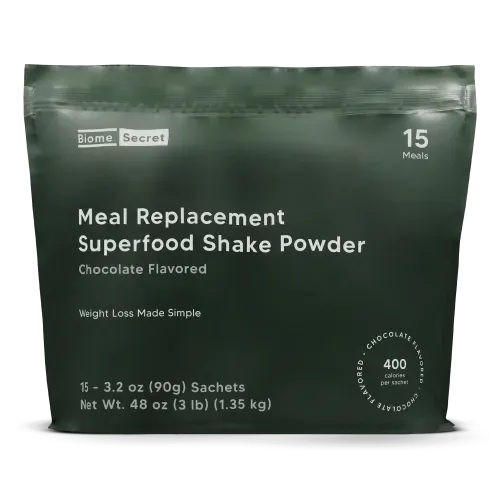 Biome Secret
15
Meals
Meal Replacement
Superfood Shake Powder
Chocolate Flavored
Weight Loss Made Simple
CHOCOLATE FLAVORED · CHOCOLATE FLAVORED ·
400
calories
per sachet
15 - 3.2 oz (90g) Sachets
Net Wt. 48 oz (3 lb) (1.35 kg)